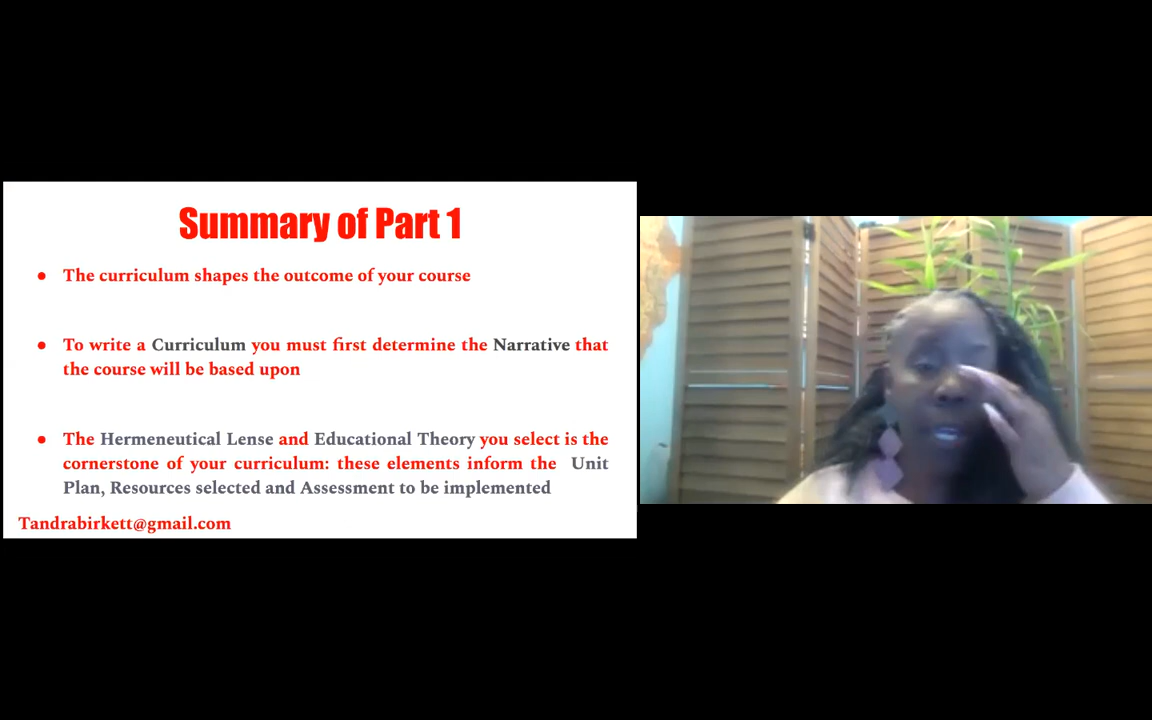 Summary of Part 1
● The curriculum shapes the outcome of your course
● To write a Curriculum you must first determine the Narrative that
the course will be based upon
● The Hermeneutical Lense and Educational Theory you select is the
cornerstone of your curriculum: these elements inform the Unit
Plan, Resources selected and Assessment to be implemented
Tandrabirkett@gmail.com